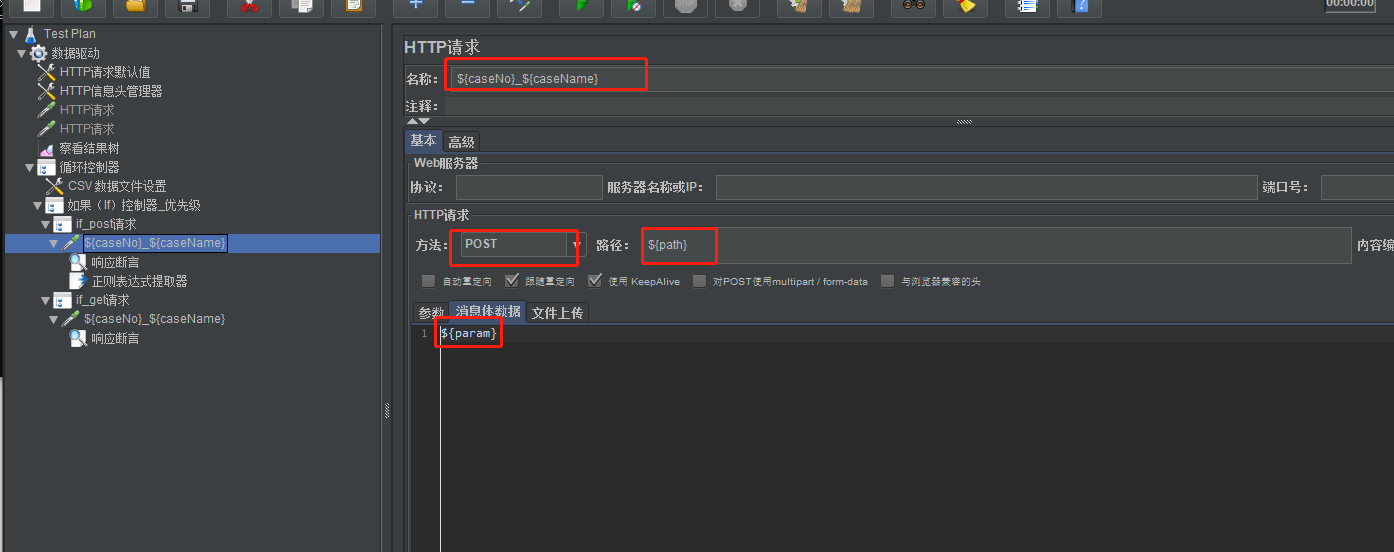 00:00:00
Test Plan
数据驱动
HTTP请求默认值
HTTP信息头管理器
HTTP请求
HTTP请求
察看结果树
循环控制器
CSV 数据文件设置
如果（If）控制器_优先级
if_post请求
${caseNo}_${caseName}
响应断言
正则表达式提取器
if_get请求
${caseNo}_${caseName}
响应断言
HTTP请求
名称： ${caseNo}_${caseName}
注释：
基本 高级
Web服务器
协议： 服务器名称或IP： 端口号：
HTTP请求
方法： POST 路径： ${path} 内容编
自动重定向 跟随重定向 使用 KeepAlive 对POST使用multipart / form-data 与浏览器兼容的头
参数 消息体数据 文件上传
1 ${param}